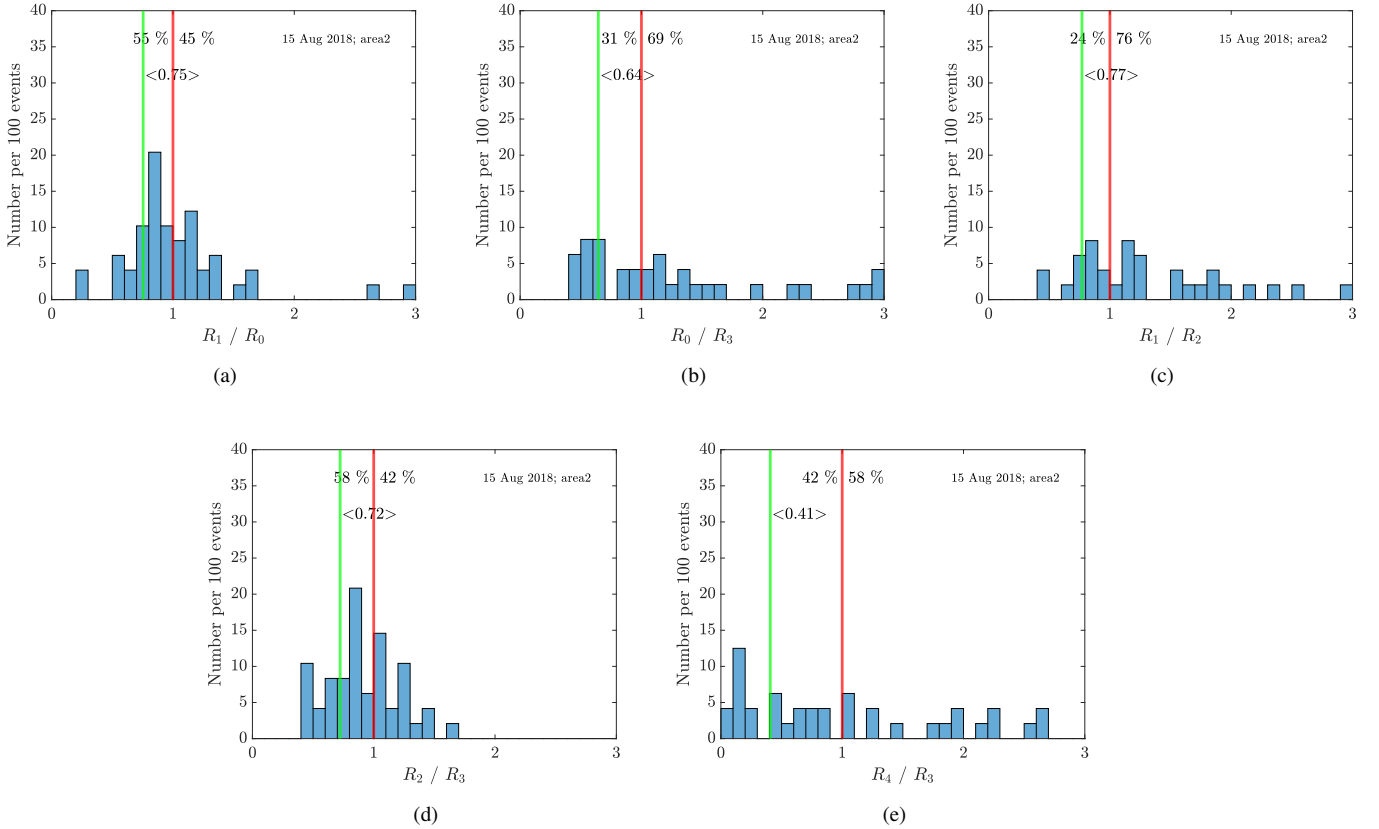 40
35
30
25
20
15
10
5
0
Number per 100 events
55 % 45 %
15 Aug 2018; area2
<0.75>
0 1 2 3
R₁ / R₀
(a)
40
35
30
25
20
15
10
5
0
Number per 100 events
31 % 69 %
15 Aug 2018; area2
<0.64>
0 1 2 3
R₀ / R₃
(b)
40
35
30
25
20
15
10
5
0
Number per 100 events
24 % 76 %
15 Aug 2018; area2
<0.77>
0 1 2 3
R₁ / R₂
(c)
40
35
30
25
20
15
10
5
0
Number per 100 events
58 % 42 %
15 Aug 2018; area2
<0.72>
0 1 2 3
R₂ / R₃
(d)
40
35
30
25
20
15
10
5
0
Number per 100 events
42 % 58 %
15 Aug 2018; area2
<0.41>
0 1 2 3
R₄ / R₃
(e)